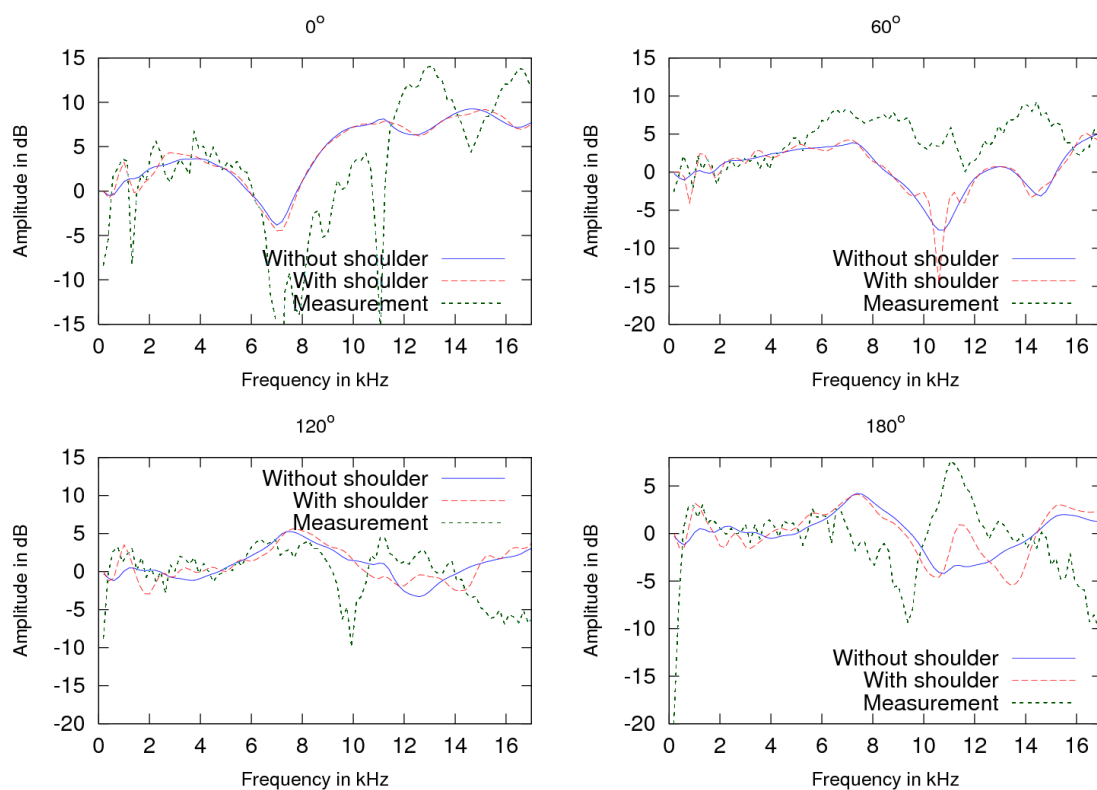 0°
15
10
5
0
-5
-10
-15
0 2 4 6 8 10 12 14 16
Amplitude in dB
Frequency in kHz
Without shoulder
With shoulder
Measurement
60°
15
10
5
0
-5
-10
-15
-20
0 2 4 6 8 10 12 14 16
Amplitude in dB
Frequency in kHz
Without shoulder
With shoulder
Measurement
120°
15
10
5
0
-5
-10
-15
-20
0 2 4 6 8 10 12 14 16
Amplitude in dB
Frequency in kHz
Without shoulder
With shoulder
Measurement
180°
5
0
-5
-10
-15
-20
0 2 4 6 8 10 12 14 16
Amplitude in dB
Frequency in kHz
Without shoulder
With shoulder
Measurement